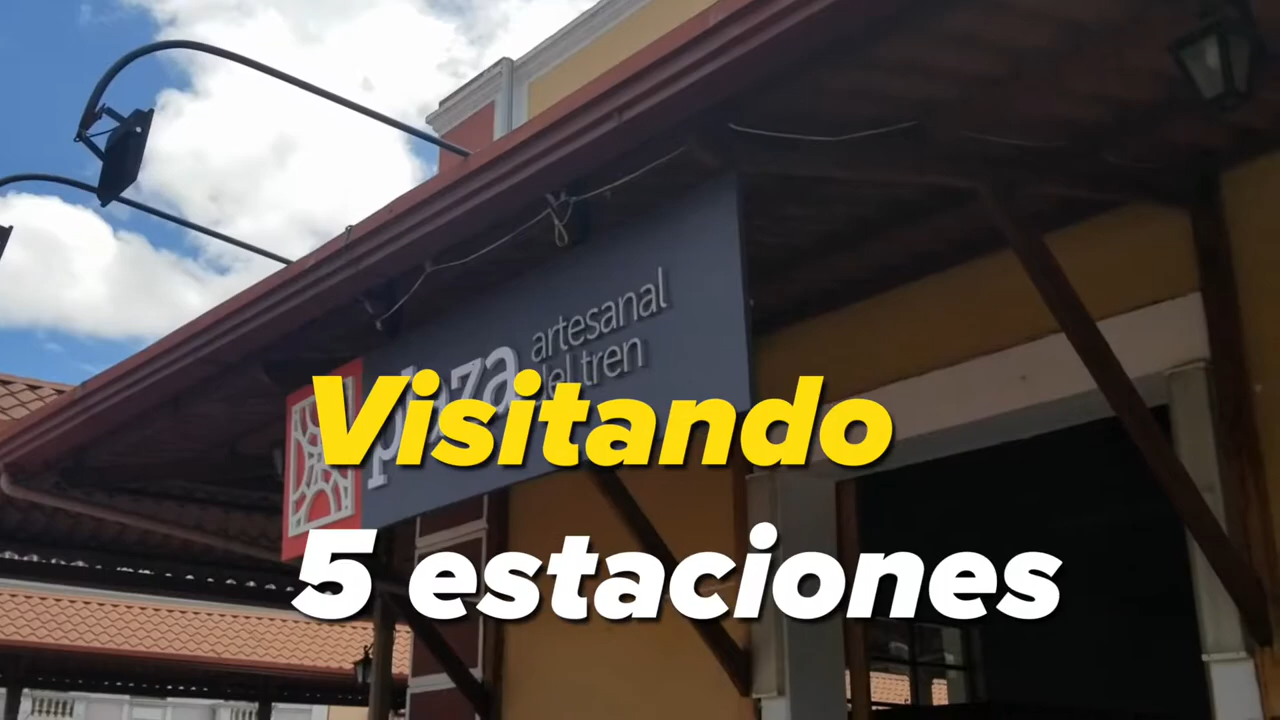 plaza
artesanal
del tren
Visitando
5 estaciones